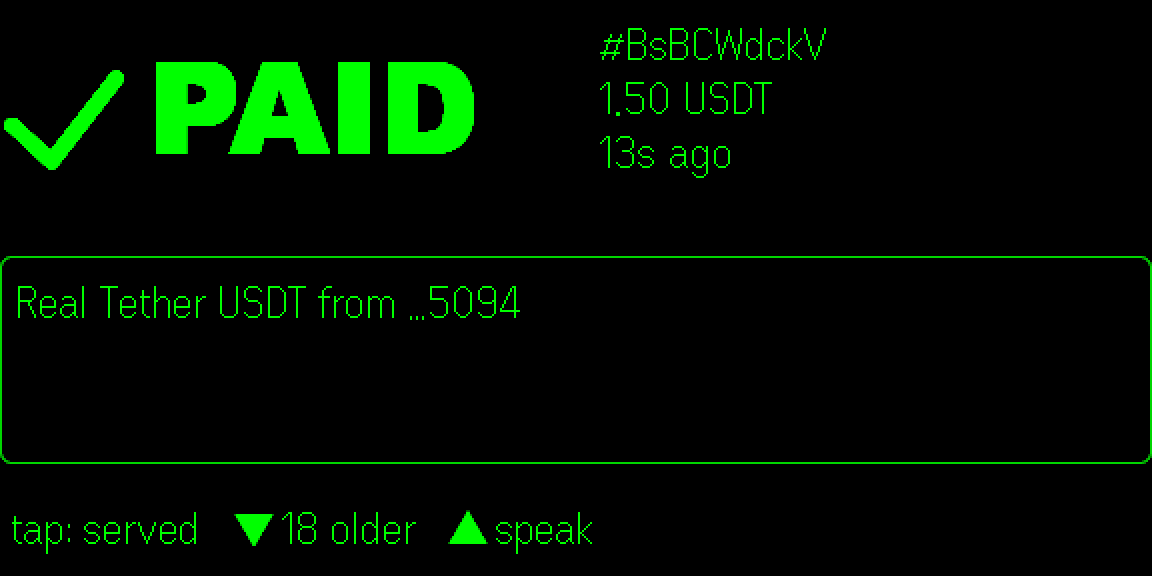 PAID
#BsBCWdckV
1.50 USDT
13s ago
Real Tether USDT from ...5094
tap: served ▼18 older ▲speak